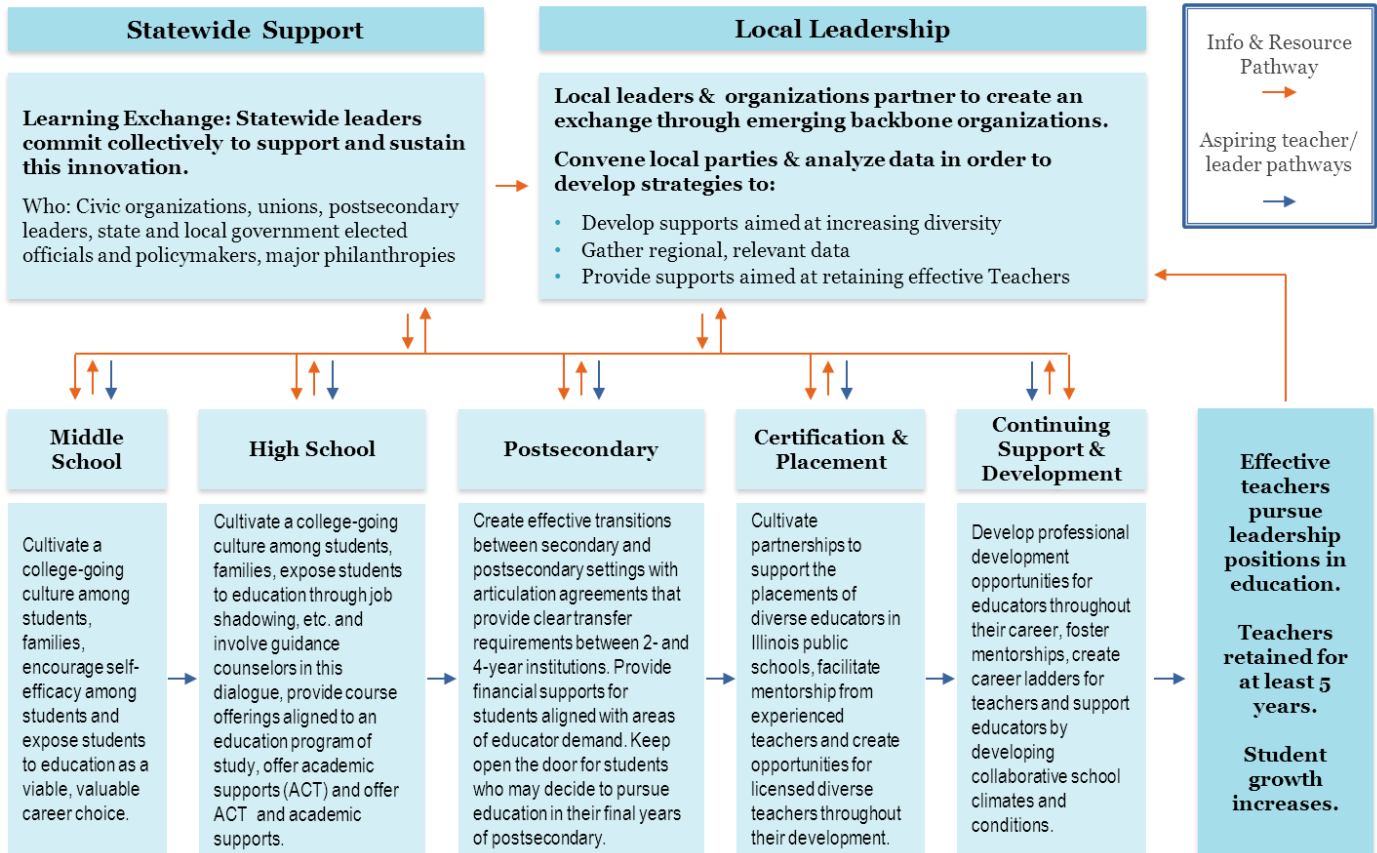 Statewide Support
Local Leadership
Info & Resource
Pathway
Aspiring teacher/
leader pathways
Learning Exchange: Statewide leaders
commit collectively to support and sustain
this innovation.
Who: Civic organizations, unions, postsecondary
leaders, state and local government elected
officials and policymakers, major philanthropies
Local leaders & organizations partner to create an
exchange through emerging backbone organizations.
Convene local parties & analyze data in order to
develop strategies to:
• Develop supports aimed at increasing diversity
• Gather regional, relevant data
• Provide supports aimed at retaining effective Teachers
Middle
School
High School
Postsecondary
Certification &
Placement
Continuing
Support &
Development
Cultivate a
college-going
culture among
students,
families,
encourage self-
efficacy among
students and
expose students
to education as a
viable, valuable
career choice.
Cultivate a college-going
culture among students,
families, expose students
to education through job
shadowing, etc. and
involve guidance
counselors in this
dialogue, provide course
offerings aligned to an
education program of
study, offer academic
supports (ACT) and offer
ACT and academic
supports.
Create effective transitions
between secondary and
postsecondary settings with
articulation agreements that
provide clear transfer
requirements between 2- and
4-year institutions. Provide
financial supports for
students aligned with areas
of educator demand. Keep
open the door for students
who may decide to pursue
education in their final years
of postsecondary.
Cultivate
partnerships to
support the
placements of
diverse educators in
Illinois public
schools, facilitate
mentorship from
experienced
teachers and create
opportunities for
licensed diverse
teachers throughout
their development.
Develop professional
development
opportunities for
educators throughout
their career, foster
mentorships, create
career ladders for
teachers and support
educators by
developing
collaborative school
climates and
conditions.
Effective
teachers
pursue
leadership
positions in
education.
Teachers
retained for
at least 5
years.
Student
growth
increases.